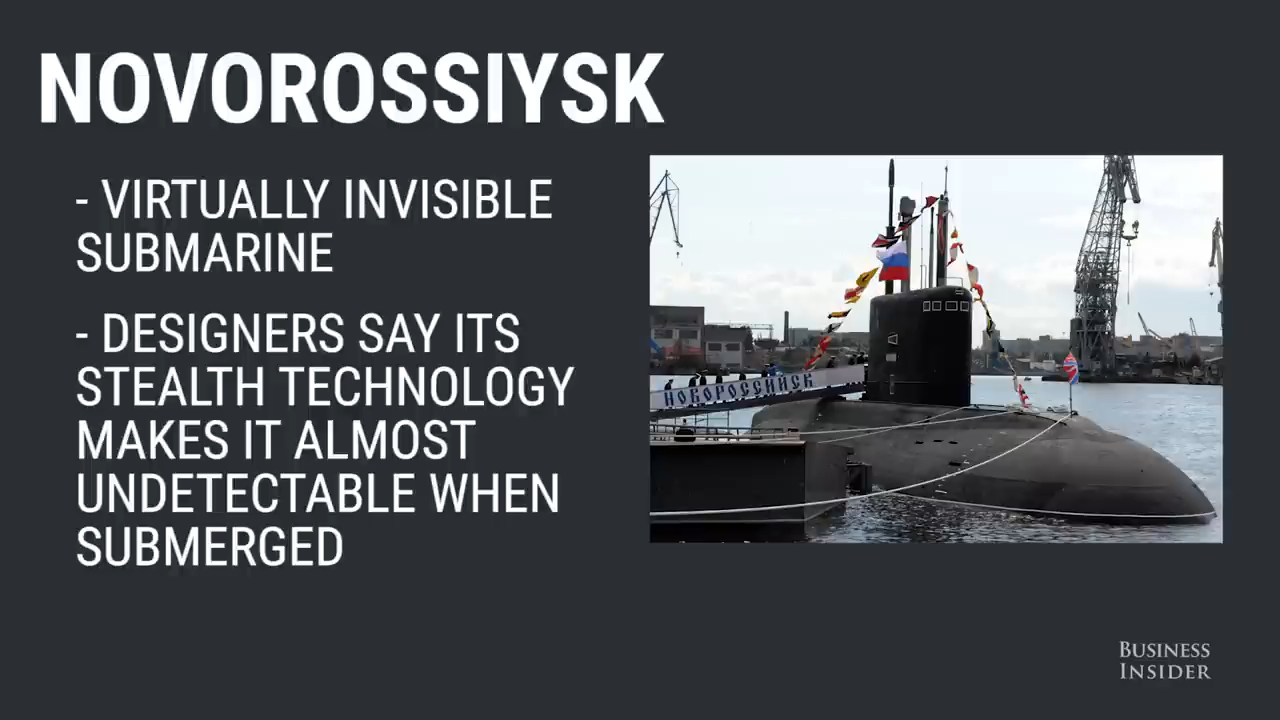 NOVOROSSIYSK
- VIRTUALLY INVISIBLE
SUBMARINE
- DESIGNERS SAY ITS
STEALTH TECHNOLOGY
MAKES IT ALMOST
UNDETECTABLE WHEN
SUBMERGED
НОВОРОССИЙСК
BUSINESS
INSIDER